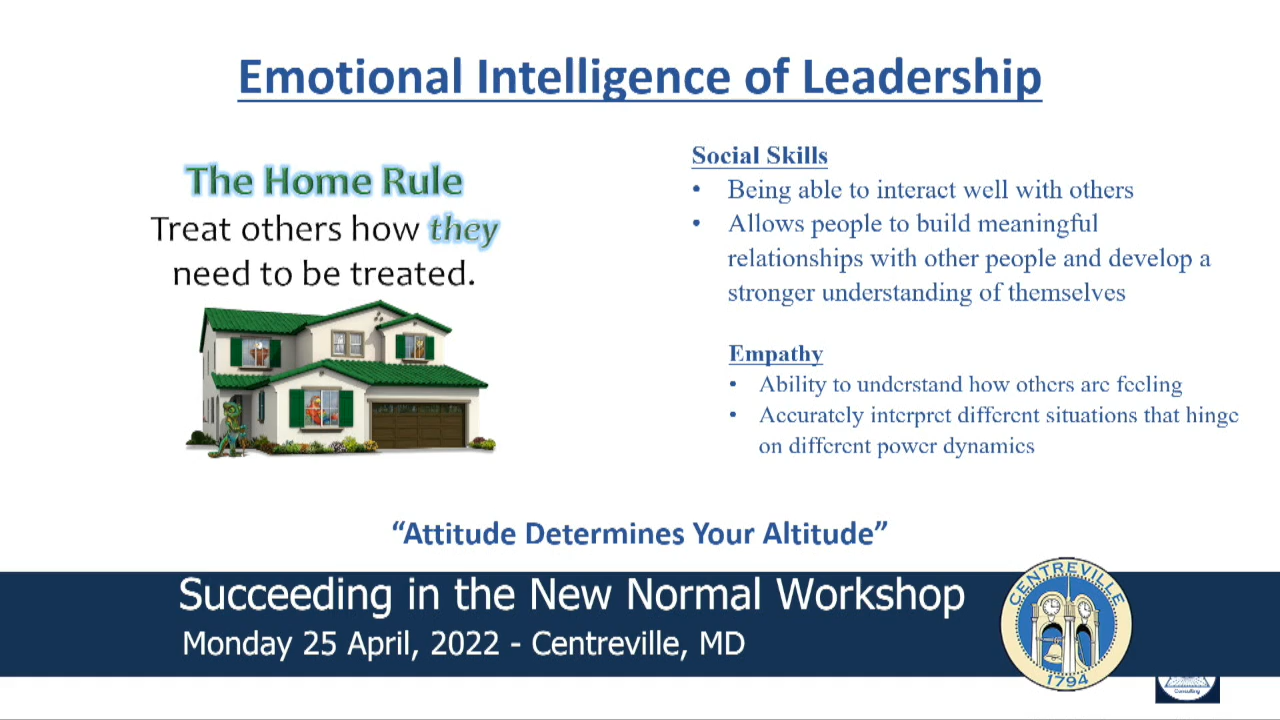 Emotional Intelligence of Leadership
The Home Rule
Treat others how they
need to be treated.
Social Skills
• Being able to interact well with others
• Allows people to build meaningful
relationships with other people and develop a
stronger understanding of themselves
Empathy
• Ability to understand how others are feeling
• Accurately interpret different situations that hinge
on different power dynamics
“Attitude Determines Your Altitude”
Succeeding in the New Normal Workshop
Monday 25 April, 2022 - Centreville, MD
CENTREVILLE
1794
Consulting